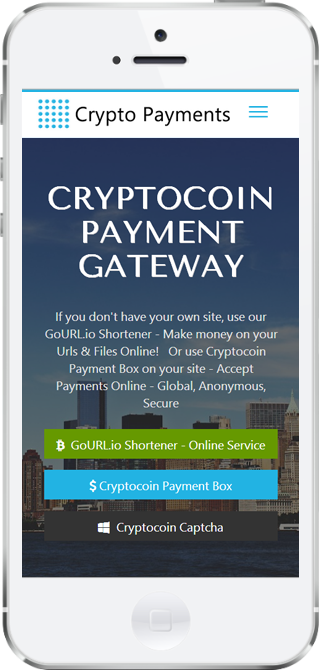 Crypto Payments
CRYPTOCOIN
PAYMENT
GATEWAY
If you don't have your own site, use our
GoURL.io Shortener - Make money on your
Urls & Files Online!   Or use Cryptocoin
Payment Box on your site - Accept
Payments Online - Global, Anonymous,
Secure
GoURL.io Shortener - Online Service
$ Cryptocoin Payment Box
Cryptocoin Captcha